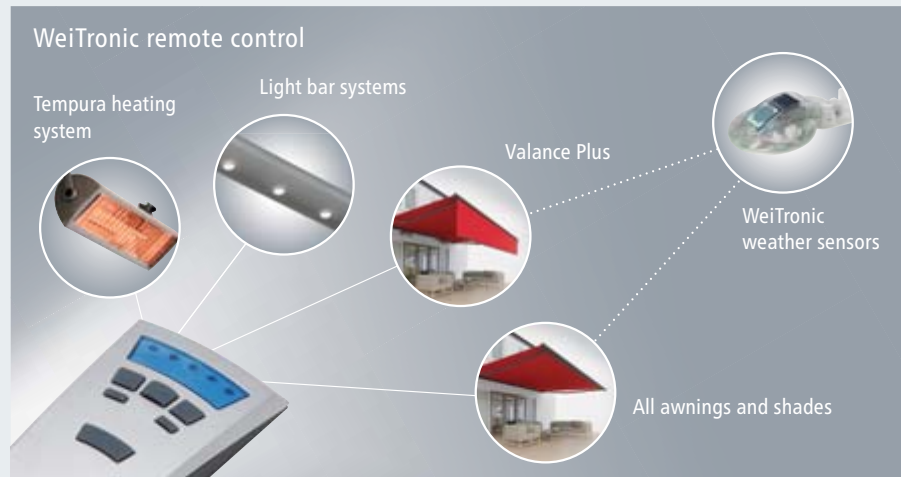 WeiTronic remote control
Tempura heating
system
Light bar systems
Valance Plus
WeiTronic
weather sensors
All awnings and shades